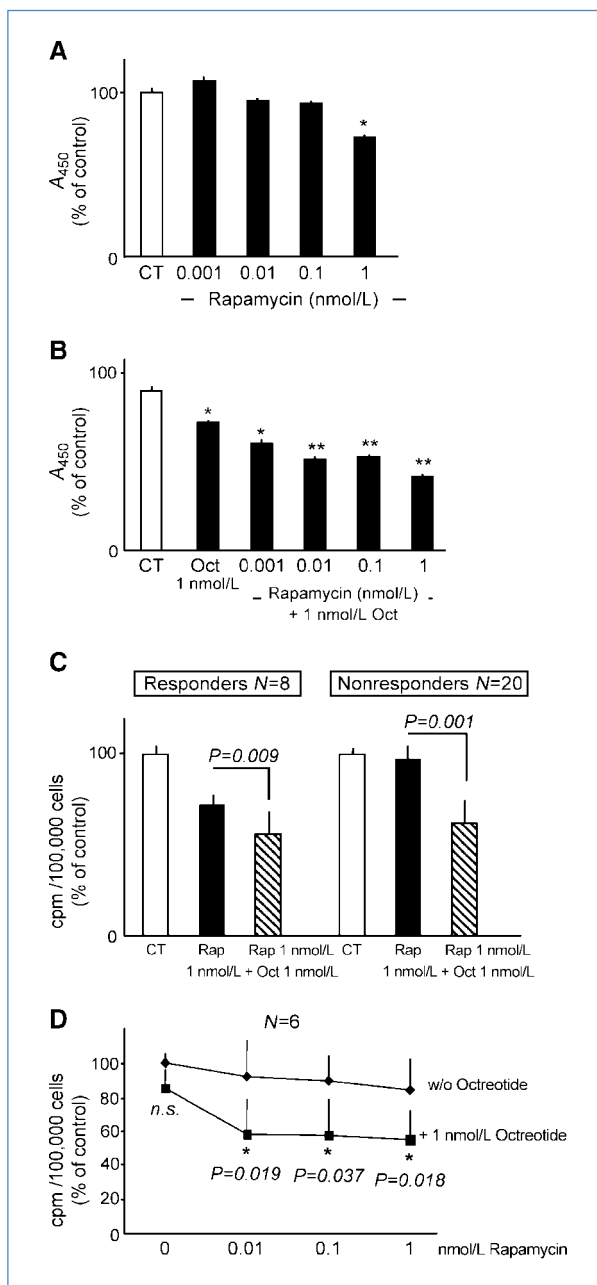 A
100
0
A450
(% of control)
*
CT 0.001 0.01 0.1 1
– Rapamycin (nmol/L) –
B
100
0
A450
(% of control)
* * ** ** **
CT Oct 0.001 0.01 0.1 1
1 nmol/L
– Rapamycin (nmol/L) -
+ 1 nmol/L Oct
C
Responders N=8 Nonresponders N=20
100
0
cpm /100,000 cells
(% of control)
P=0.009
P=0.001
CT Rap Rap 1 nmol/L CT Rap Rap 1 nmol/L
1 nmol/L + Oct 1 nmol/L 1 nmol/L + Oct 1 nmol/L
D
N=6
100
80
60
40
20
0
cpm/100,000 cells
(% of control)
w/o Octreotide
+ 1 nmol/L Octreotide
n.s.
* * *
P=0.019 P=0.037 P=0.018
0 0.01 0.1 1 nmol/L Rapamycin